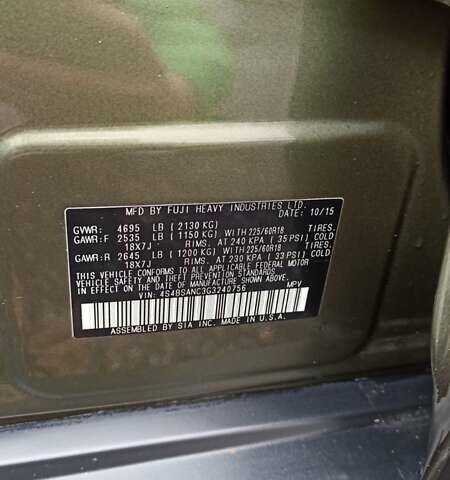 MFD BY FUJI HEAVY INDUSTRIES LTD. DATE: 10/15
GVWR: 4695 LB ( 2130 KG) TIRES,
GAWR:F 2535 LB ( 1150 KG) WITH 225/60R18
18X7J RIMS, AT 240 KPA ( 35 PSI) COLD
GAWR:R 2645 LB ( 1200 KG) WITH 225/60R18 TIRES,
18X7J RIMS, AT 230 KPA ( 33 PSI) COLD
THIS VEHICLE CONFORMS TO ALL APPLICABLE FEDERAL MOTOR
VEHICLE SAFETY AND THEFT PREVENTION STANDARDS
IN EFFECT ON THE DATE OF MANUFACTURE SHOWN ABOVE.
VIN: 4S4BSANC3G3240756 MPV
ASSEMBLED BY SIA INC. MADE IN U.S.A.